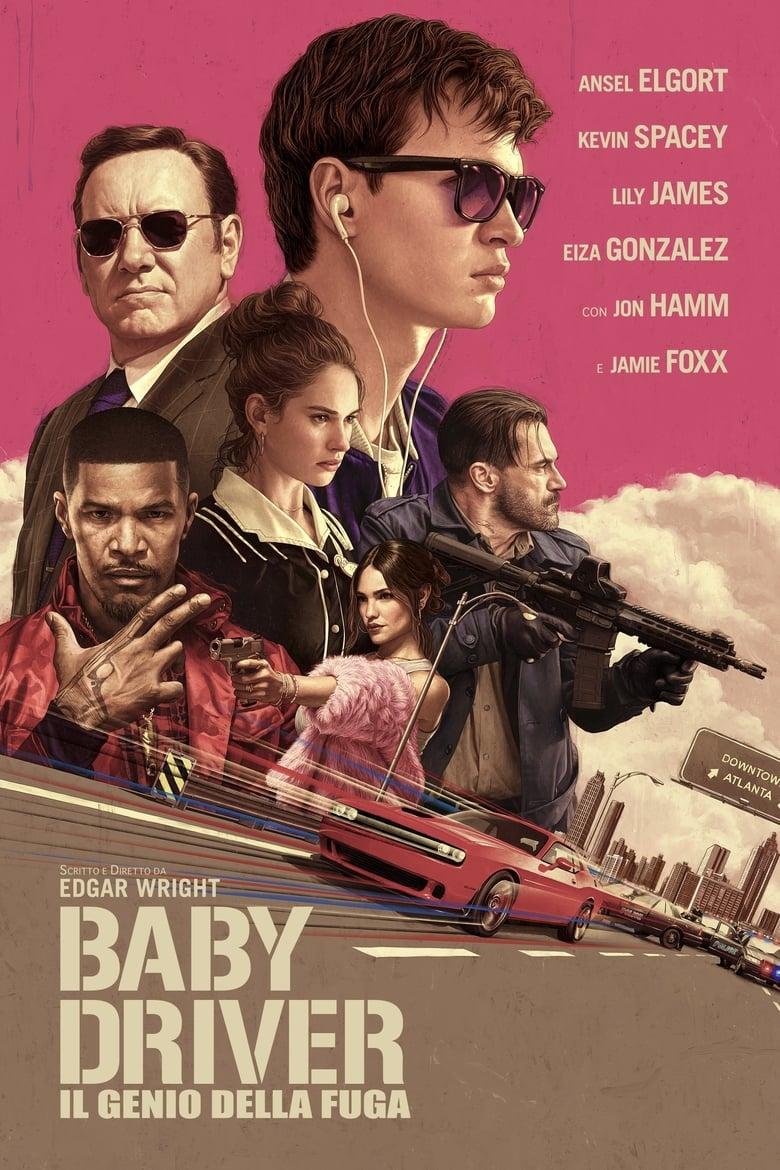 ANSEL ELGORT
KEVIN SPACEY
LILY JAMES
EIZA GONZALEZ
CON JON HAMM
E JAMIE FOXX
DOWNTOW
ATLANTA
SCRITTO E DIRETTO DA
EDGAR WRIGHT
BABY
DRIVER
IL GENIO DELLA FUGA